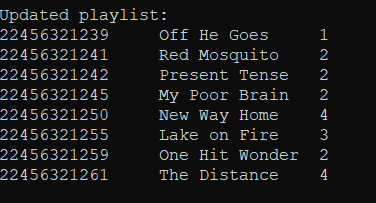 Updated playlist:
22456321239 Off He Goes 1
22456321241 Red Mosquito 2
22456321242 Present Tense 2
22456321245 My Poor Brain 2
22456321250 New Way Home 4
22456321255 Lake on Fire 3
22456321259 One Hit Wonder 2
22456321261 The Distance 4